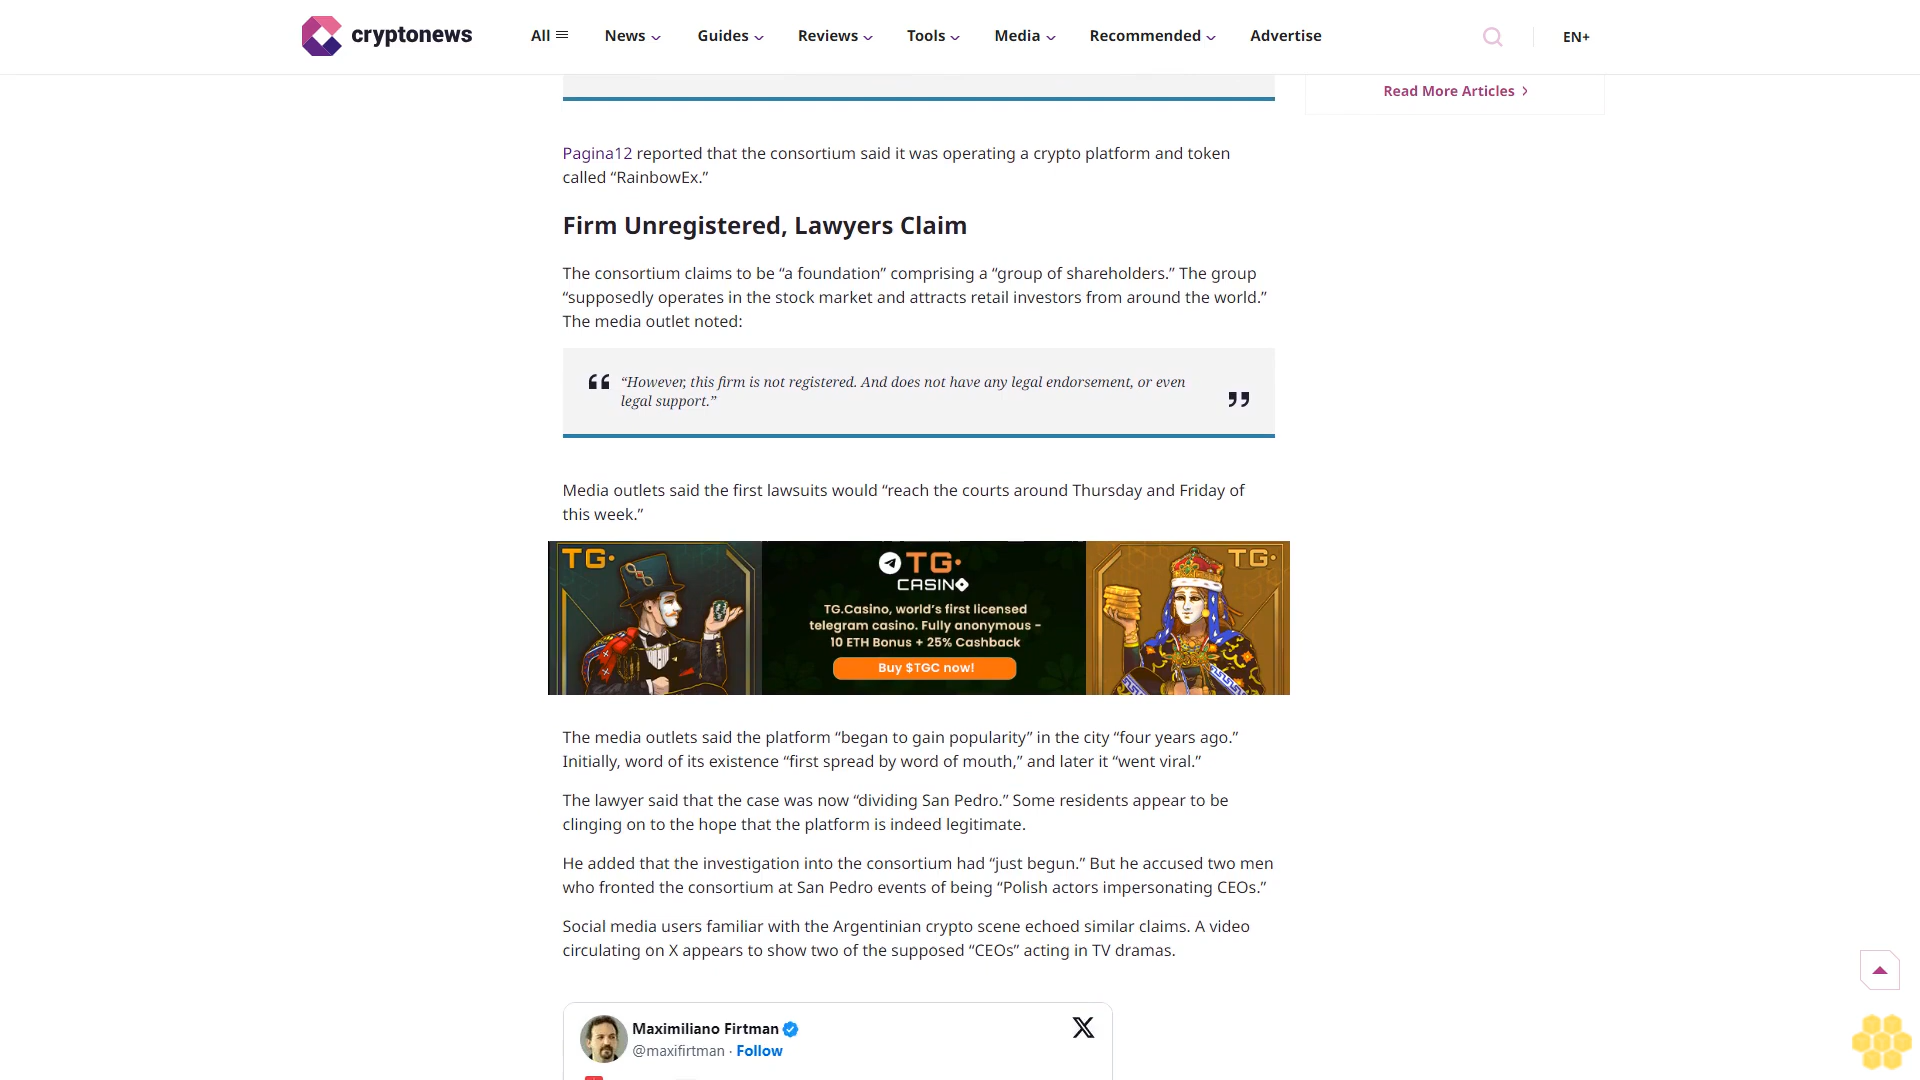 cryptonews
All
News
Guides
Reviews
Tools
Media
Recommended
Advertise
EN+
Read More Articles
Pagina12 reported that the consortium said it was operating a crypto platform and token
called “RainbowEx.”
Firm Unregistered, Lawyers Claim
The consortium claims to be “a foundation” comprising a “group of shareholders.” The group
“supposedly operates in the stock market and attracts retail investors from around the world.”
The media outlet noted:
“However, this firm is not registered. And does not have any legal endorsement, or even
legal support.”
Media outlets said the first lawsuits would “reach the courts around Thursday and Friday of
this week.”
TG.
TG.
CASINO
TG.Casino, world’s first licensed
telegram casino. Fully anonymous -
10 ETH Bonus + 25% Cashback
Buy $TGC now!
TG.
The media outlets said the platform “began to gain popularity” in the city “four years ago.”
Initially, word of its existence “first spread by word of mouth,” and later it “went viral.”
The lawyer said that the case was now “dividing San Pedro.” Some residents appear to be
clinging on to the hope that the platform is indeed legitimate.
He added that the investigation into the consortium had “just begun.” But he accused two men
who fronted the consortium at San Pedro events of being “Polish actors impersonating CEOs.”
Social media users familiar with the Argentinian crypto scene echoed similar claims. A video
circulating on X appears to show two of the supposed “CEOs” acting in TV dramas.
Maximiliano Firtman
@maxifirtman · Follow